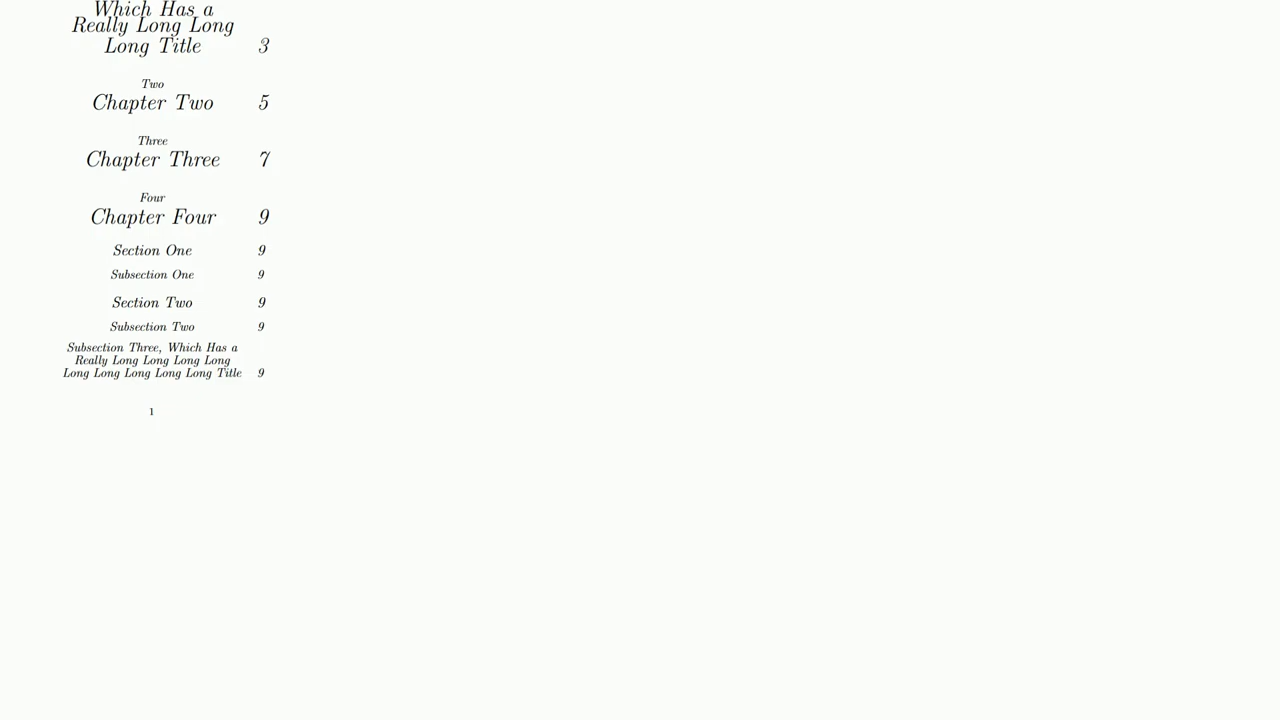 Which Has a
Really Long Long
Long Title 3
Two
Chapter Two 5
Three
Chapter Three 7
Four
Chapter Four 9
Section One 9
Subsection One 9
Section Two 9
Subsection Two 9
Subsection Three, Which Has a
Really Long Long Long Long
Long Long Long Long Long Title 9
1